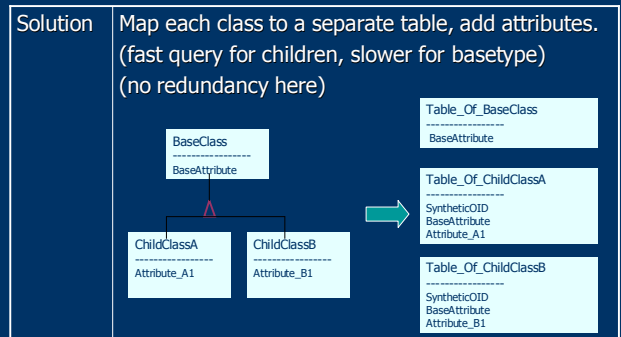 Solution
Map each class to a separate table, add attributes.
(fast query for children, slower for basetype)
(no redundancy here)
BaseClass
-----------------
BaseAttribute
ChildClassA
-----------------
Attribute_A1
ChildClassB
-----------------
Attribute_B1
Table_Of_BaseClass
-----------------
BaseAttribute
Table_Of_ChildClassA
-----------------
SyntheticOID
BaseAttribute
Attribute_A1
Table_Of_ChildClassB
-----------------
SyntheticOID
BaseAttribute
Attribute_B1